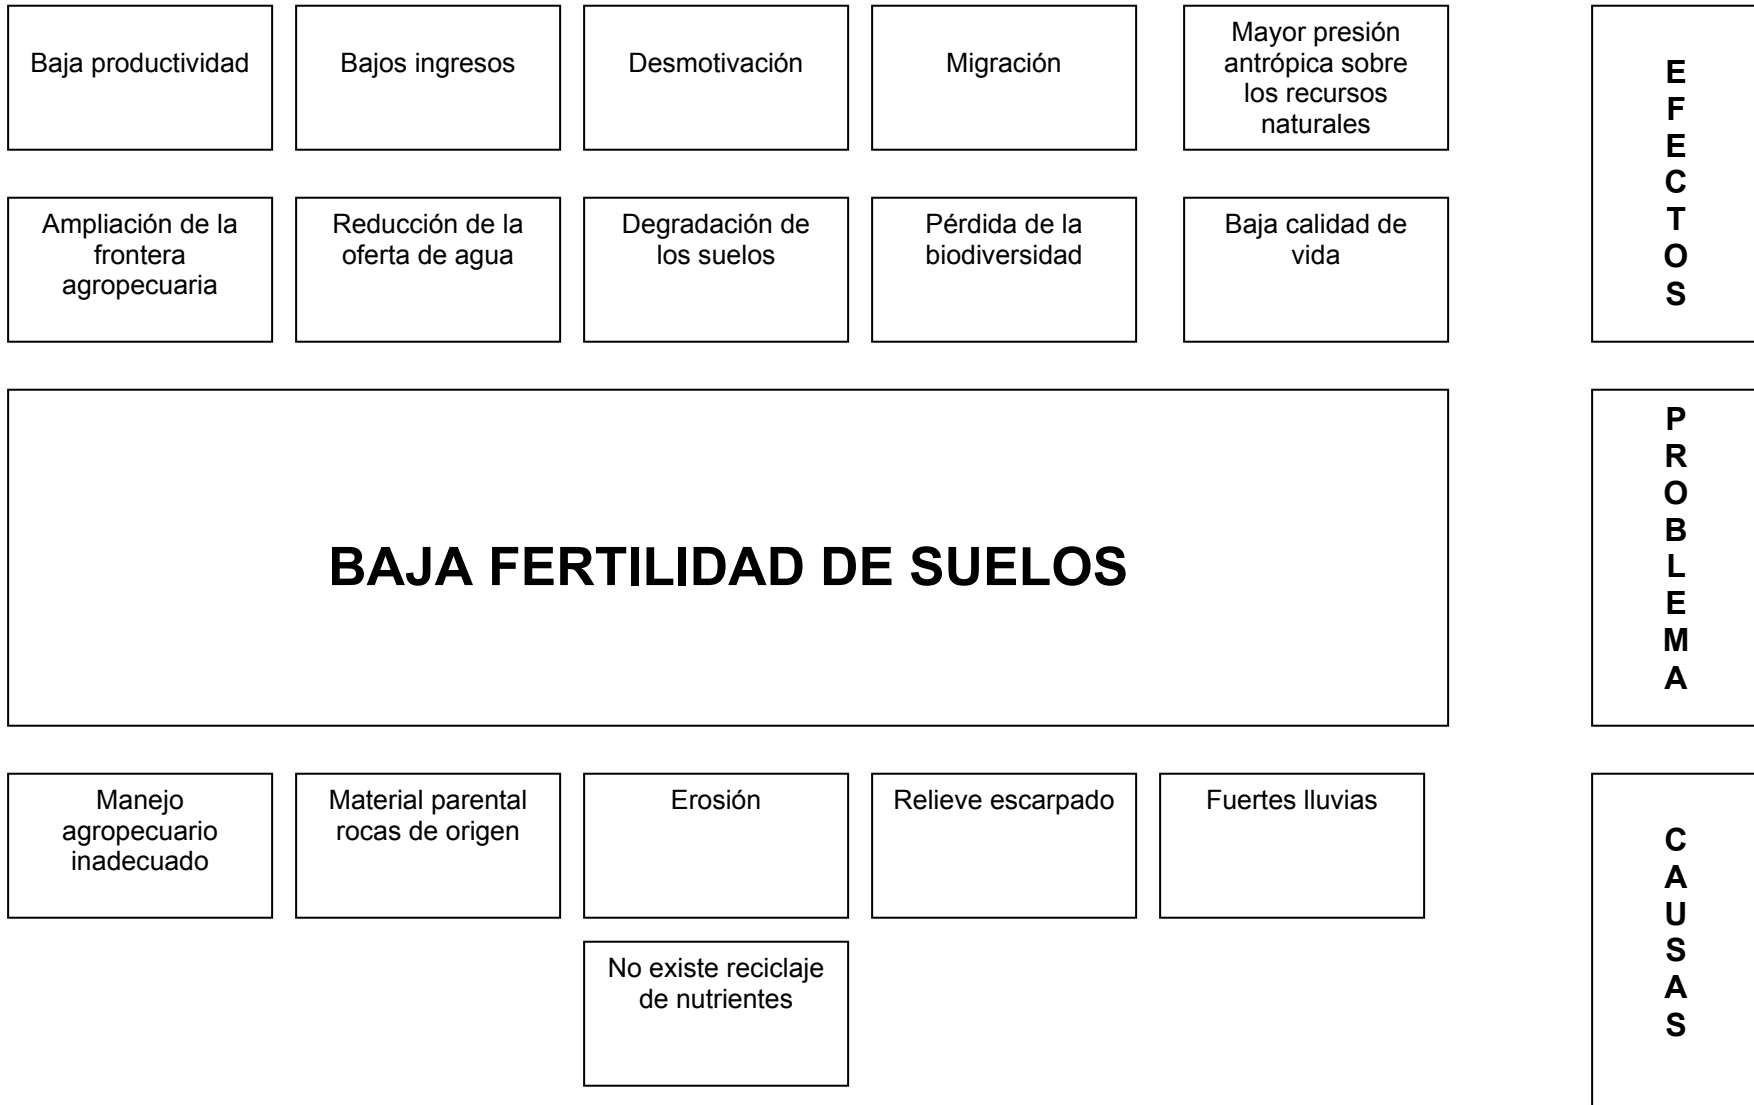 Baja productividad
Bajos ingresos
Desmotivación
Migración
Mayor presión
antrópica sobre
los recursos
naturales
E
F
E
C
T
O
S
Ampliación de la
frontera
agropecuaria
Reducción de la
oferta de agua
Degradación de
los suelos
Pérdida de la
biodiversidad
Baja calidad de
vida
BAJA FERTILIDAD DE SUELOS
P
R
O
B
L
E
M
A
Manejo
agropecuario
inadecuado
Material parental
rocas de origen
Erosión
Relieve escarpado
Fuertes lluvias
No existe reciclaje
de nutrientes
C
A
U
S
A
S